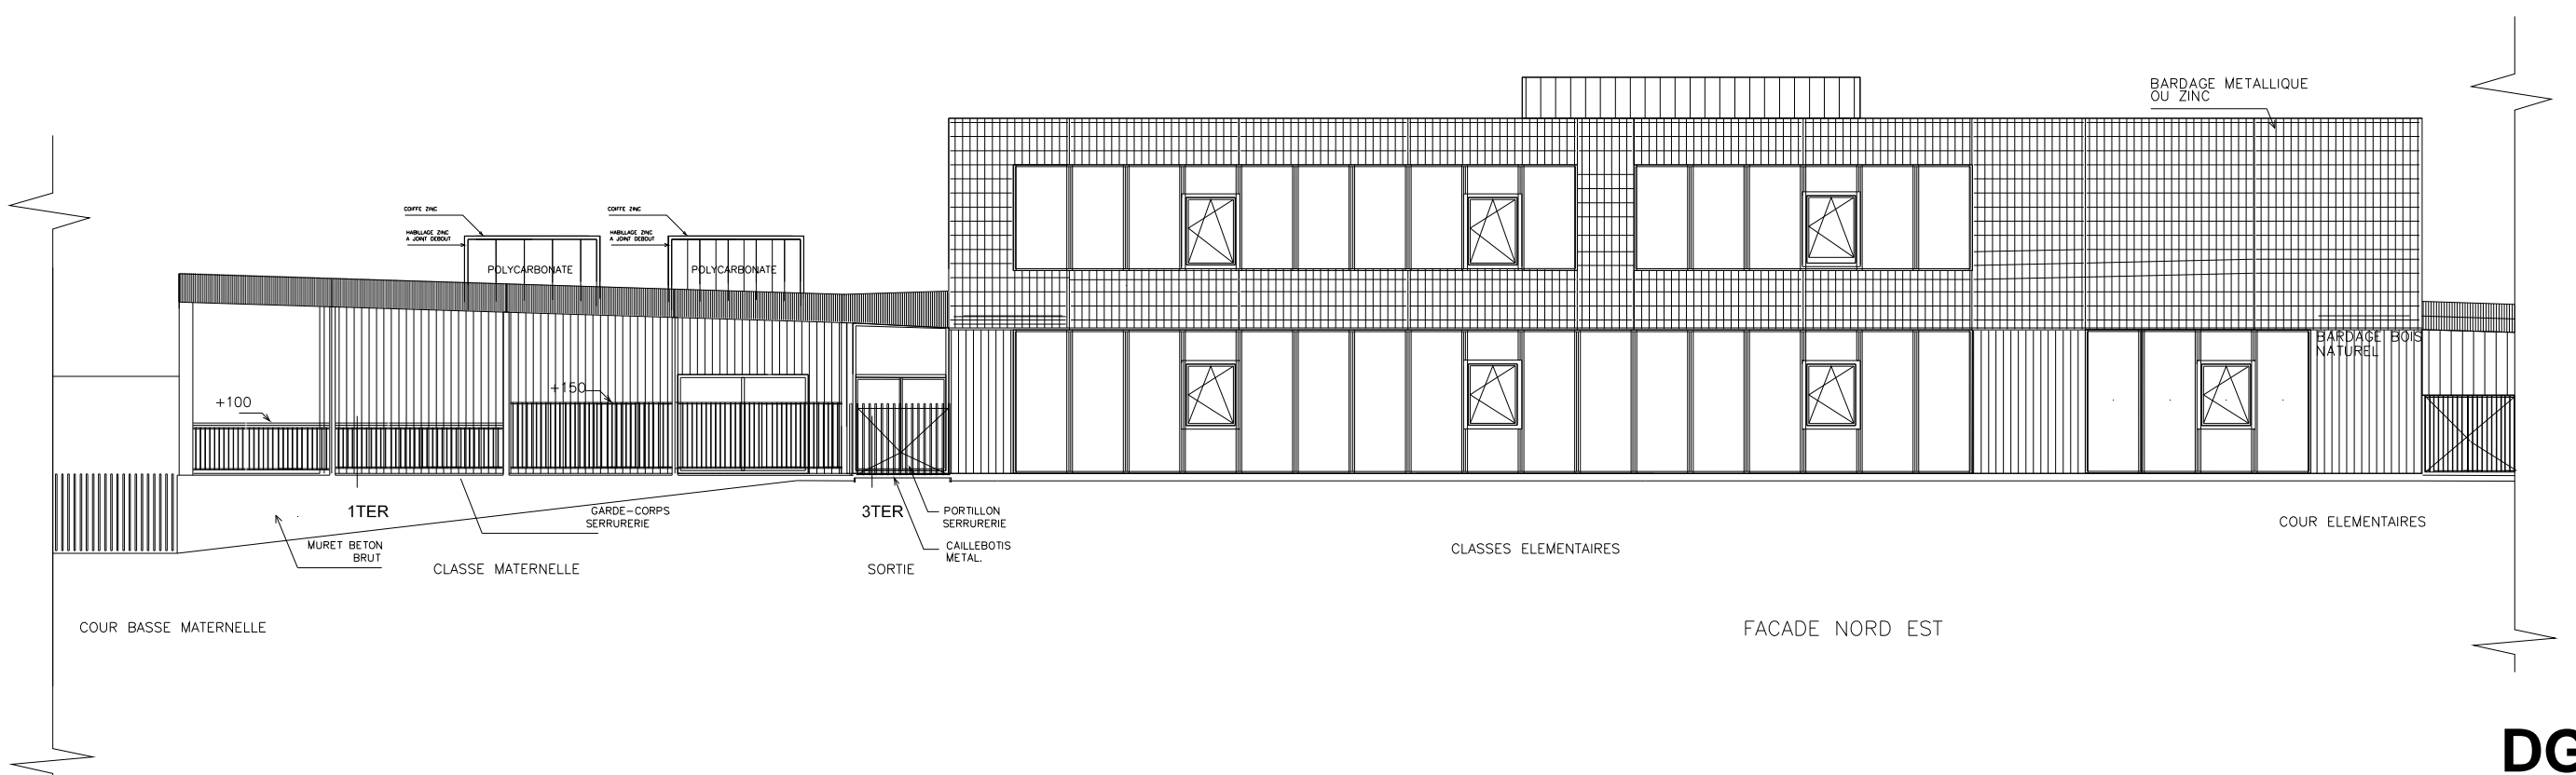 BARDAGE METALLIQUE
OU ZINC
COIFFE ZINC
COIFFE ZINC
HABILLAGE ZINC
A JOINT DEBOUT
HABILLAGE ZINC
A JOINT DEBOUT
POLYCARBONATE
POLYCARBONATE
BARDAGE BOIS
NATUREL
+100
+150
1TER
GARDE-CORPS
SERRURERIE
3TER
PORTILLON
SERRURERIE
COUR ELEMENTAIRES
MURET BETON
BRUT
CAILLEBOTIS
METAL.
CLASSES ELEMENTAIRES
CLASSE MATERNELLE
SORTIE
COUR BASSE MATERNELLE
FACADE NORD EST
DG